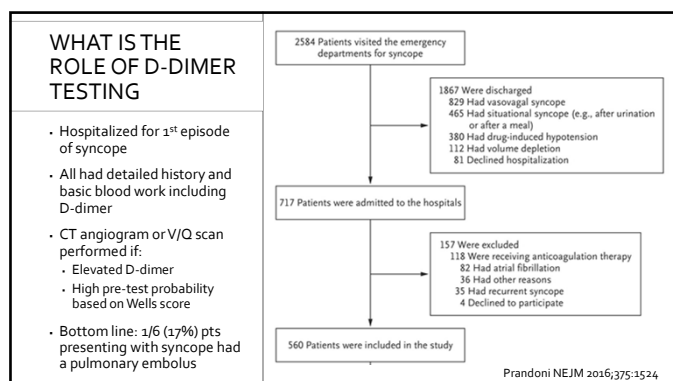 WHAT IS THE
ROLE OF D-DIMER
TESTING
• Hospitalized for 1st episode
of syncope
• All had detailed history and
basic blood work including
D-dimer
• CT angiogram or V/Q scan
performed if:
• Elevated D-dimer
• High pre-test probability
based on Wells score
• Bottom line: 1/6 (17%) pts
presenting with syncope had
a pulmonary embolus
2584 Patients visited the emergency
departments for syncope
1867 Were discharged
829 Had vasovagal syncope
465 Had situational syncope (e.g., after urination
or after a meal)
380 Had drug-induced hypotension
112 Had volume depletion
81 Declined hospitalization
717 Patients were admitted to the hospitals
157 Were excluded
118 Were receiving anticoagulation therapy
82 Had atrial fibrillation
36 Had other reasons
35 Had recurrent syncope
4 Declined to participate
560 Patients were included in the study
Prandoni NEJM 2016;375:1524